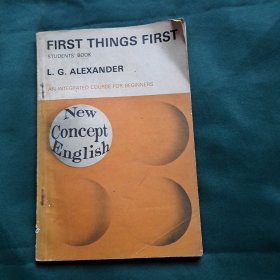 FIRST THINGS FIRST
STUDENTS' BOOK
L. G. ALEXANDER
AN INTEGRATED COURSE FOR BEGINNERS
New
Concept
English